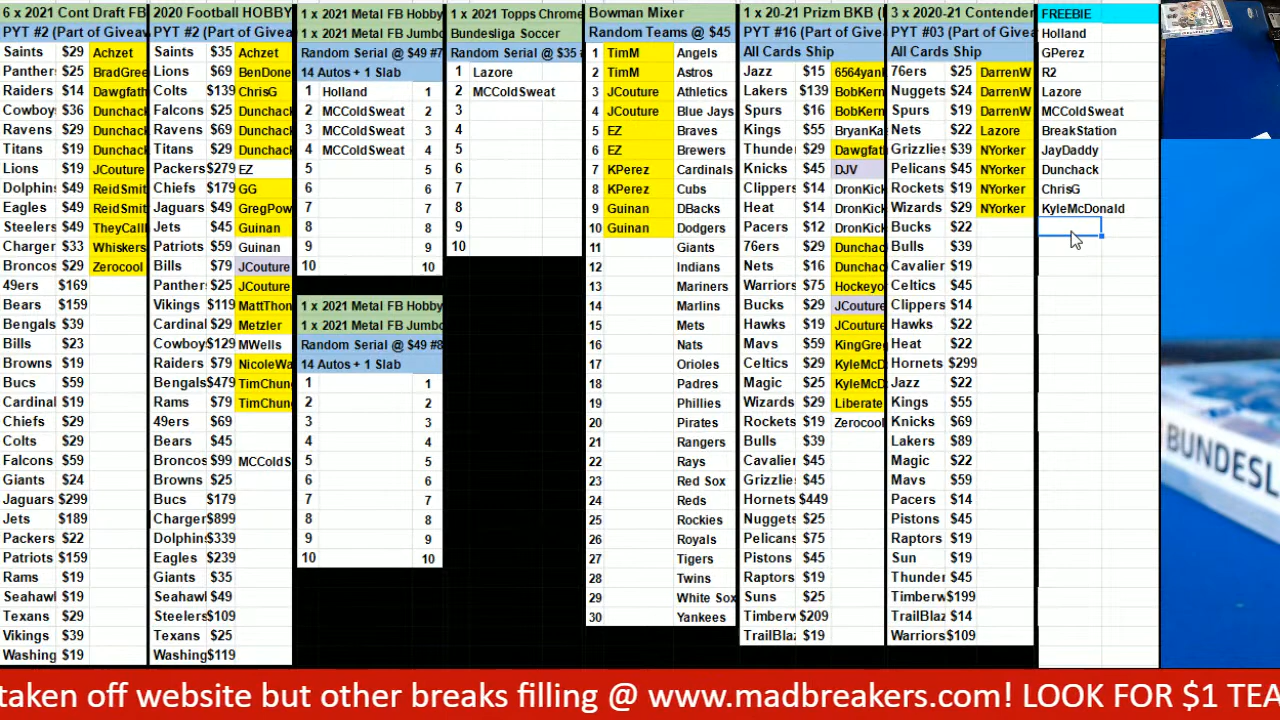 6 x 2021 Cont Draft FB
PYT #2 (Part of Giveaw
Saints $29 Achzet
Panthers $25 BradGree
Raiders $14 Dawgfath
Cowboy $36 Dunchack
Ravens $29 Dunchack
Titans $19 Dunchack
Lions $19 JCouture
Dolphin $49 ReidSmit
Eagles $49 ReidSmit
Steelers $49 TheyCalll
Charger $33 Whiskers
Broncos $29 Zerocool
49ers $169
Bears $159
Bengals $39
Bills $23
Browns $19
Bucs $59
Cardinal $19
Chiefs $29
Colts $29
Falcons $59
Giants $24
Jaguars $299
Jets $189
Packers $22
Patriots $159
Rams $19
Seahawl $19
Texans $29
Vikings $39
Washing $19
2020 Football HOBBY
PYT #2 (Part of Giveaw
Saints $35 Achzet
Lions $69 BenDone
Colts $139 ChrisG
Falcons $25 Dunchack
Ravens $69 Dunchack
Titans $29 Dunchack
Packers $279 EZ
Chiefs $179 GG
Jaguars $49 GregPow
Jets $45 Guinan
Patriots $59 Guinan
Bills $79 JCouture
Panther $25 JCouture
Vikings $119 MattThon
Cardinal $29 Metzler
Cowboy $129 MWells
Raiders $79 NicoleWa
Bengals $479 TimChung
Rams $79 TimChung
49ers $69
Bears $45
Broncos $99 MCColdS
Browns $25
Bucs $179
Charger $899
Dolphin $339
Eagles $239
Giants $35
Seahawl $49
Steelers $109
Texans $25
Washing $119
1 x 2021 Metal FB Hobby
1 x 2021 Metal FB Jumbo
Random Serial @ $49 #7
14 Autos + 1 Slab
1 Holland 1
2 MCColdSweat 2
3 MCColdSweat 3
4 MCColdSweat 4
5 5
6 6
7 7
8 8
9 9
10 10
1 x 2021 Metal FB Hobby
1 x 2021 Metal FB Jumbo
Random Serial @ $49 #8
14 Autos + 1 Slab
1 1
2 2
3 3
4 4
5 5
6 6
7 7
8 8
9 9
10 10
1 x 2021 Topps Chrome
Bundesliga Soccer
Random Serial @ $35 #
1 Lazore
2 MCColdSweat
3
4
5
6
7
8
9
10
Bowman Mixer
Random Teams @ $45
1 TimM Angels
2 TimM Astros
3 JCouture Athletics
4 JCouture Blue Jays
5 EZ Braves
6 EZ Brewers
7 KPerez Cardinals
8 KPerez Cubs
9 Guinan DBacks
10 Guinan Dodgers
11 Giants
12 Indians
13 Mariners
14 Marlins
15 Mets
16 Nats
17 Orioles
18 Padres
19 Phillies
20 Pirates
21 Rangers
22 Rays
23 Red Sox
24 Reds
25 Rockies
26 Royals
27 Tigers
28 Twins
29 White Sox
30 Yankees
1 x 20-21 Prizm BKB (
PYT #16 (Part of Givea
All Cards Ship
Jazz $15 6564yank
Lakers $139 BobKern
Spurs $16 BobKern
Kings $55 BryanKa
Thunder $29 Dawgfath
Knicks $45 DJV
Clippers $14 DronKick
Heat $14 DronKick
Pacers $12 DronKick
76ers $29 Dunchac
Nets $16 Dunchac
Warriors $75 Hockeyo
Bucks $29 JCouture
Hawks $19 JCouture
Mavs $59 KingGre
Celtics $29 KyleMcD
Magic $25 KyleMcD
Wizards $29 Liberate
Rockets $19 Zerocool
Bulls $39
Cavalier $45
Grizzlies $45
Hornets $449
Nuggets $25
Pelicans $75
Pistons $45
Raptors $19
Suns $25
Timberw $209
TrailBlaz $19
3 x 2020-21 Contender
PYT #03 (Part of Givea
All Cards Ship
76ers $25 DarrenW
Nuggets $24 DarrenW
Spurs $19 DarrenW
Nets $22 Lazore
Grizzlies $39 NYorker
Pelicans $45 NYorker
Rockets $19 NYorker
Wizards $29 NYorker
Bucks $22
Bulls $39
Cavalier $19
Celtics $45
Clippers $14
Hawks $22
Heat $22
Hornets $299
Jazz $22
Kings $55
Knicks $69
Lakers $89
Magic $22
Mavs $59
Pacers $14
Pistons $45
Raptors $19
Sun $19
Thunder $45
Timberw $199
TrailBlaz $14
Warriors $109
FREEBIE
Holland
GPerez
R2
Lazore
MCColdSweat
BreakStation
JayDaddy
Dunchack
ChrisG
KyleMcDonald
BUNDESL
taken off website but other breaks filling @ www.madbreakers.com! LOOK FOR $1 TEA